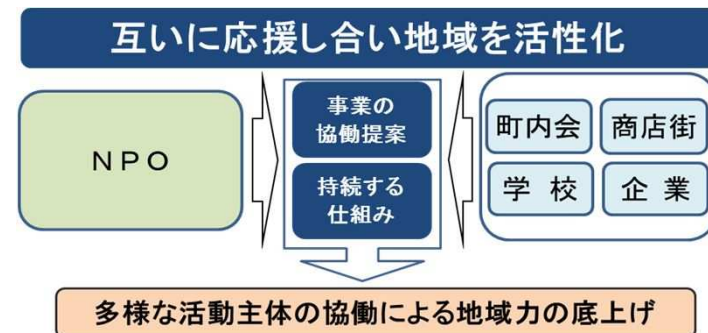 互いに応援し合い地域を活性化
NPO
事業の
協働提案
持続する
仕組み
町内会
商店街
学校
企業
多様な活動主体の協働による地域力の底上げ